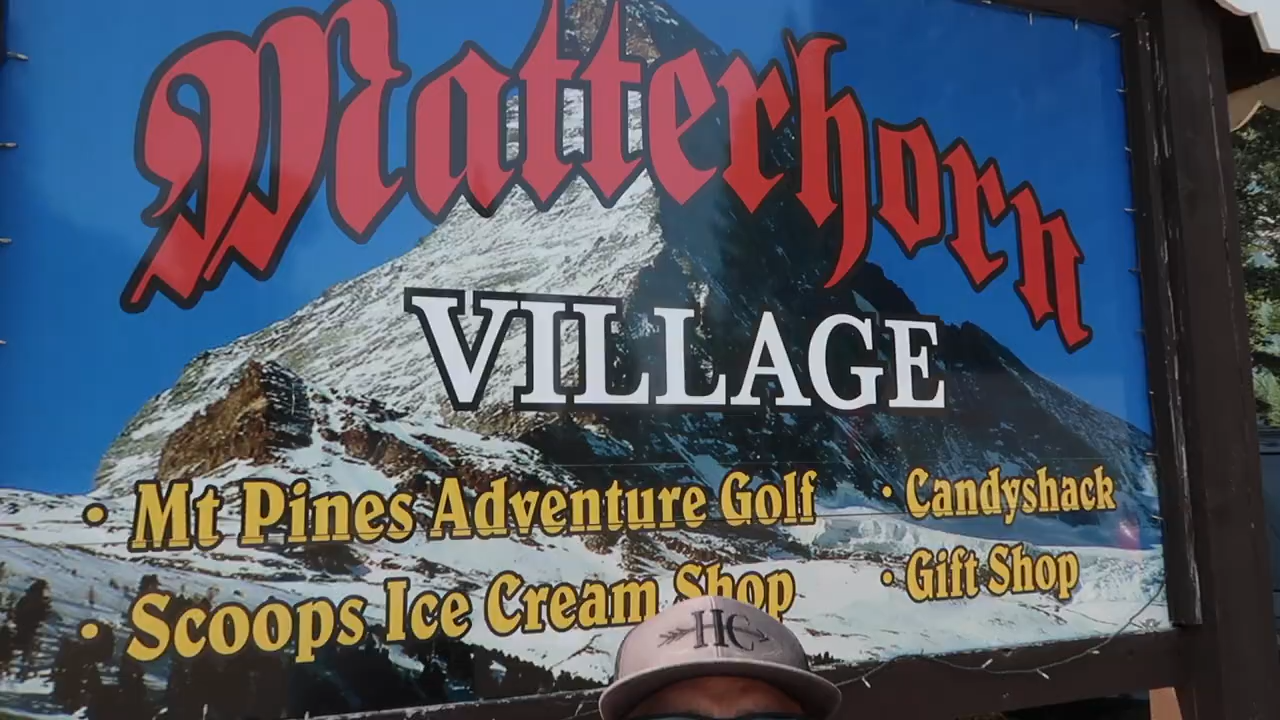 Matterhorn
VILLAGE
• Mt Pines Adventure Golf
• Scoops Ice Cream Shop
• Candyshack
• Gift Shop
HC